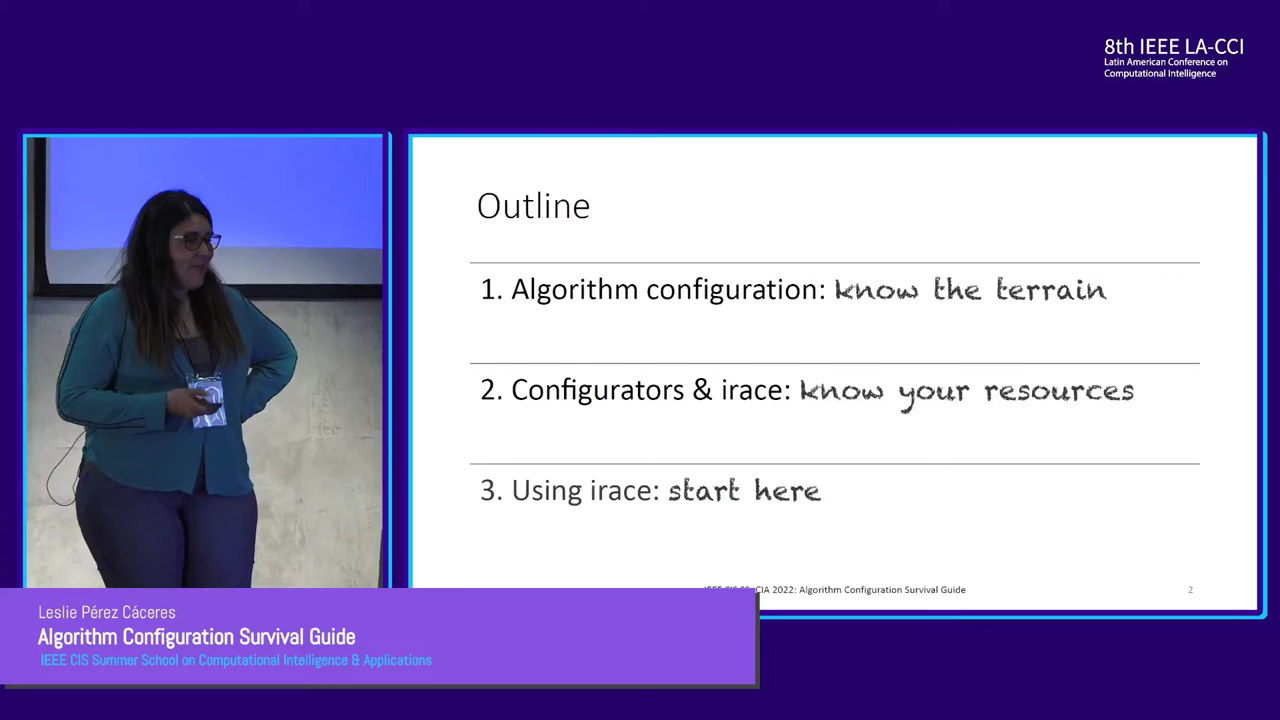 8th IEEE LA-CCI
Latin American Conference on
Computational Intelligence
Outline
1. Algorithm configuration: know the terrain
2. Configurators & irace: know your resources
3. Using irace: start here
CIA 2022: Algorithm Configuration Survival Guide
2
Leslie Pérez Cáceres
Algorithm Configuration Survival Guide
IEEE CIS Summer School on Computational Intelligence & Applications